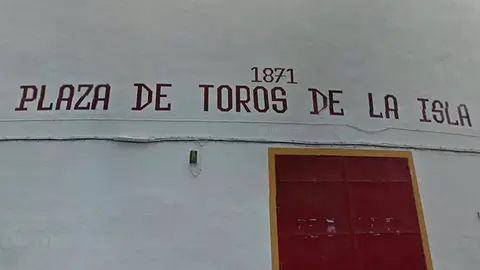 1871
PLAZA DE TOROS DE LA ISLA